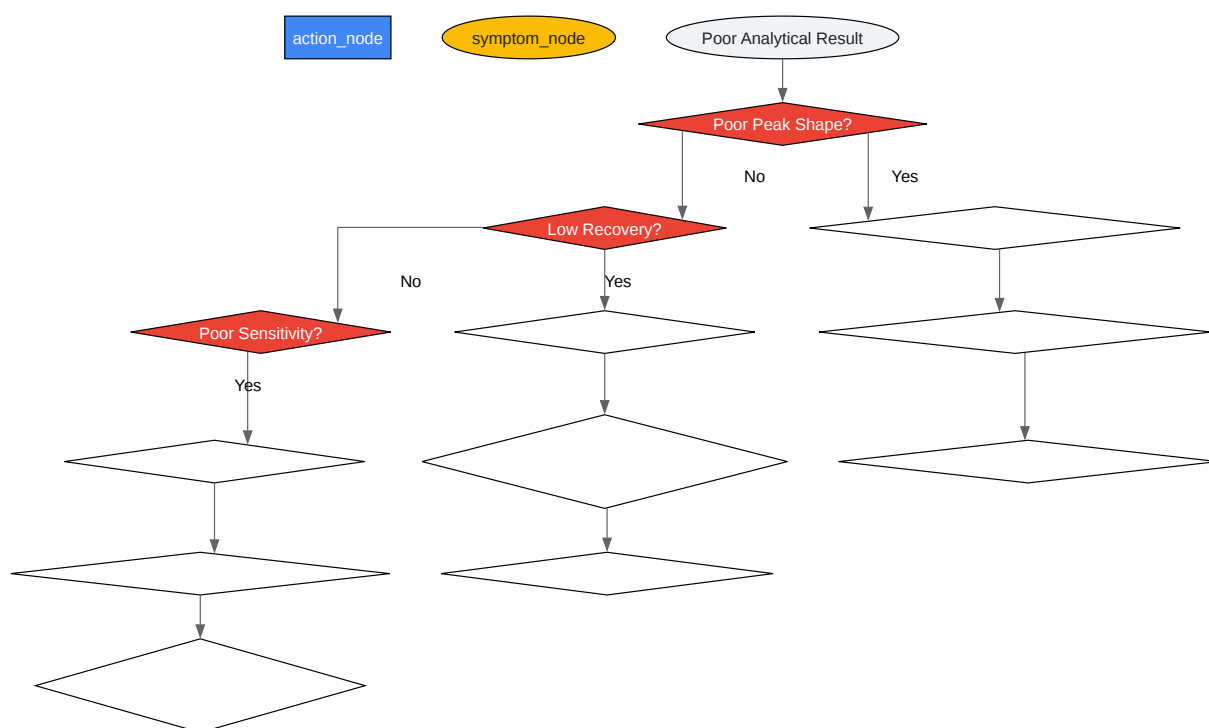 action_node
symptom_node
Poor Analytical Result
Poor Peak Shape?
No
Yes
Low Recovery?
No
Yes
Poor Sensitivity?
Yes